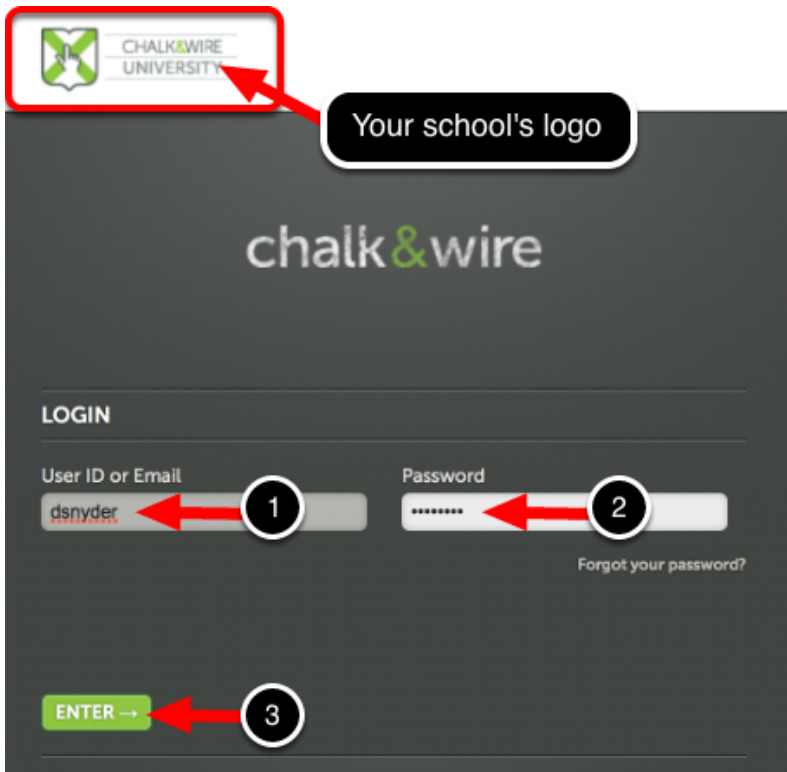 CHALK&WIRE
UNIVERSITY
Your school's logo
chalk&wire
LOGIN
User ID or Email
Password
dsnyder
1
••••••••
2
Forgot your password?
ENTER →
3